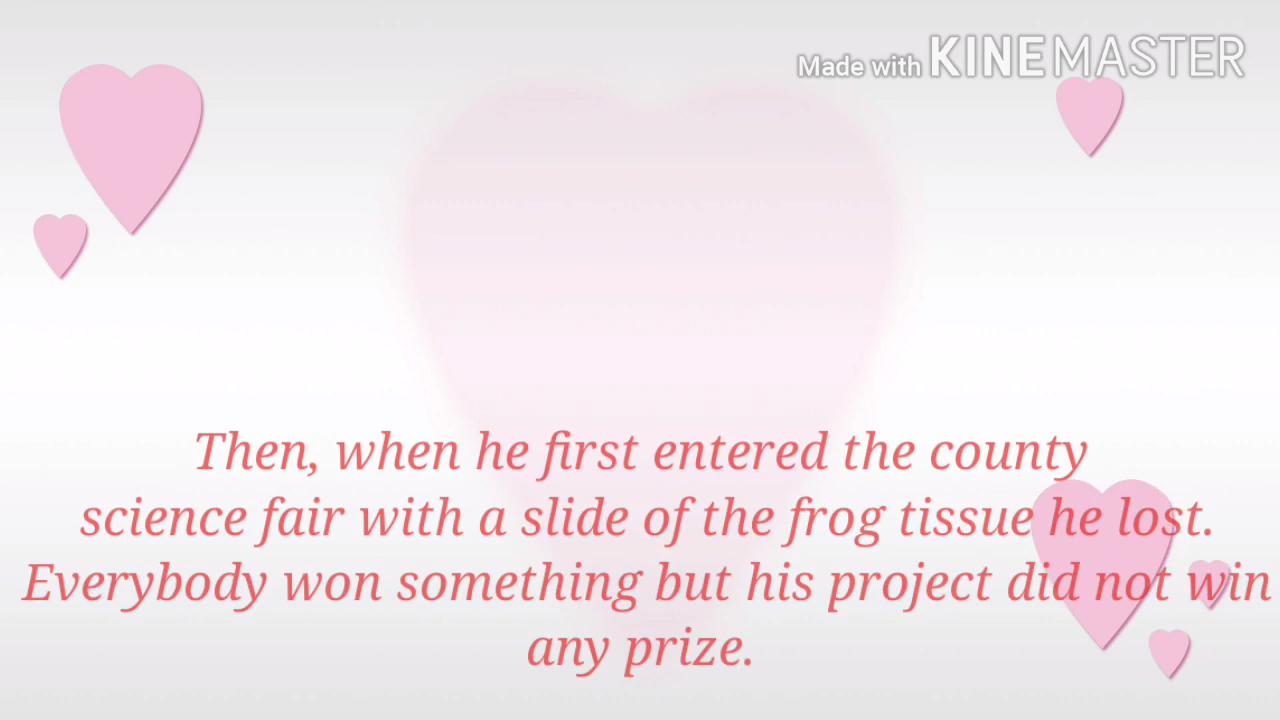 Made with KINEMASTER
Then, when he first entered the county
science fair with a slide of the frog tissue he lost.
Everybody won something but his project did not win
any prize.